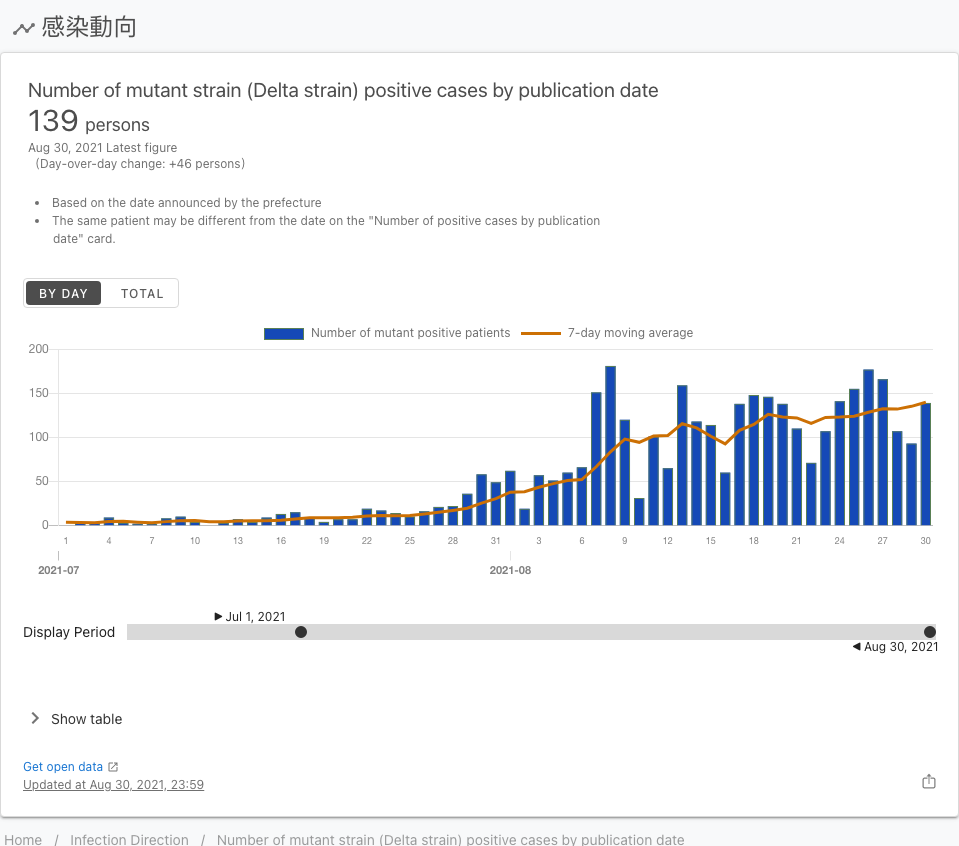 感染動向
Number of mutant strain (Delta strain) positive cases by publication date
139 persons
Aug 30, 2021 Latest figure
(Day-over-day change: +46 persons)
• Based on the date announced by the prefecture
• The same patient may be different from the date on the "Number of positive cases by publication
date" card.
BY DAY TOTAL
Number of mutant positive patients 7-day moving average
200
150
100
50
0
1 4 7 10 13 16 19 22 25 28 31 3 6 9 12 15 18 21 24 27 30
2021-07 2021-08
Jul 1, 2021
Display Period
Aug 30, 2021
Show table
Get open data
Updated at Aug 30, 2021, 23:59
Home / Infection Direction / Number of mutant strain (Delta strain) positive cases by publication date